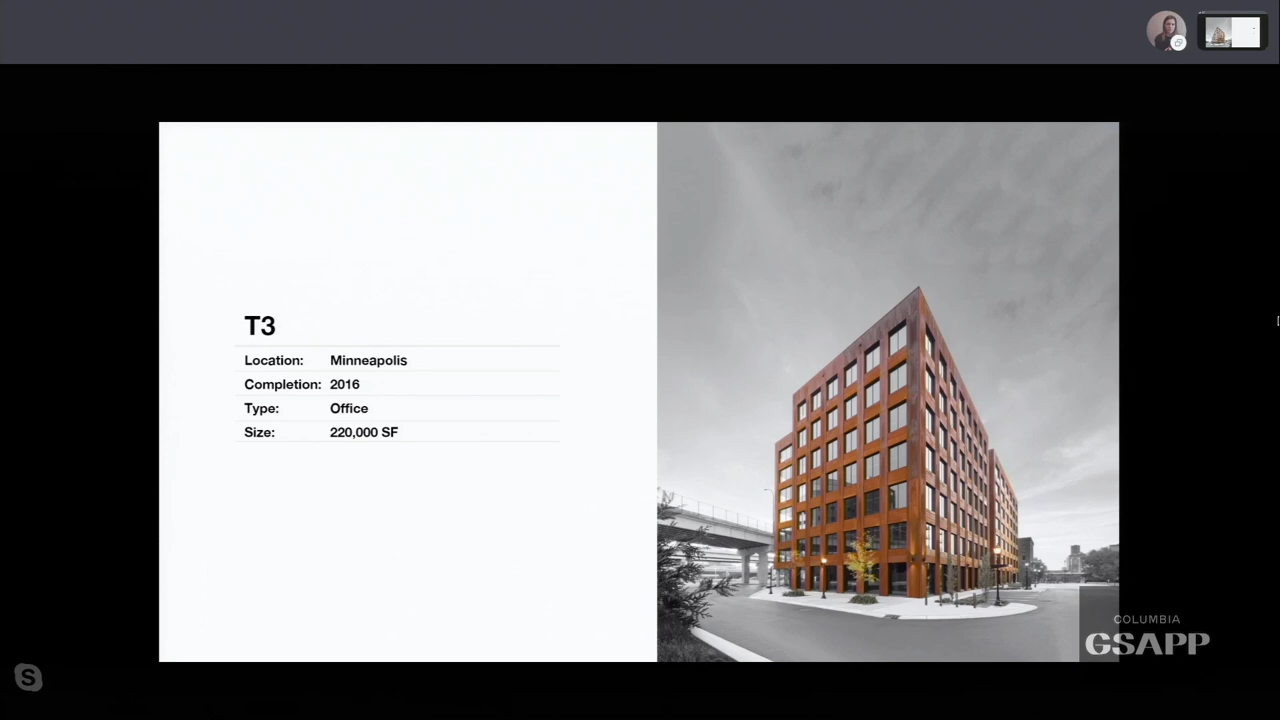 T3
Location: Minneapolis
Completion: 2016
Type: Office
Size: 220,000 SF
COLUMBIA
GSAPP